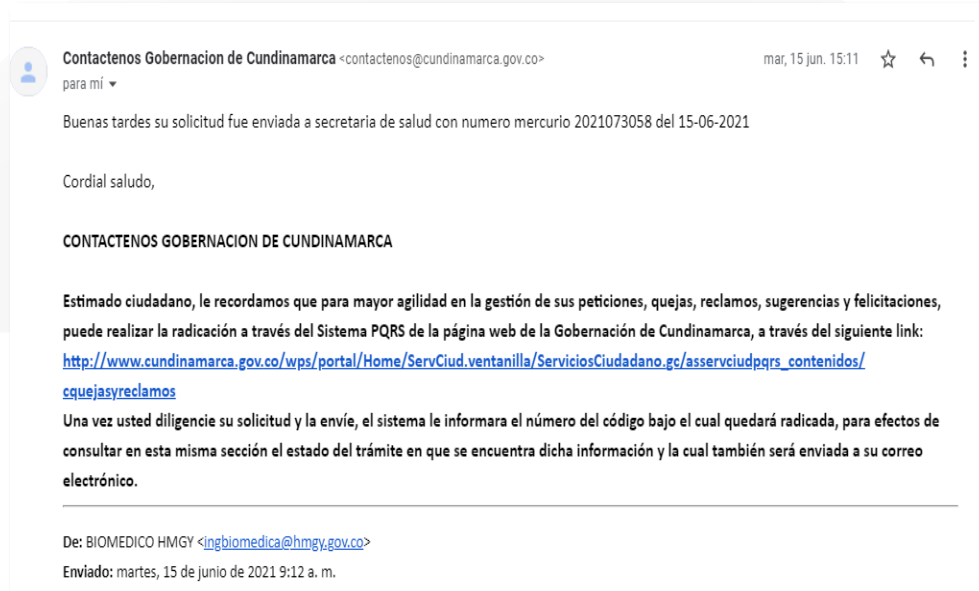 Contactenos Gobernacion de Cundinamarca <contactenos@cundinamarca.gov.co> mar, 15 jun. 15:11
para mí
Buenas tardes su solicitud fue enviada a secretaria de salud con numero mercurio 2021073058 del 15-06-2021
Cordial saludo,
CONTACTENOS GOBERNACION DE CUNDINAMARCA
Estimado ciudadano, le recordamos que para mayor agilidad en la gestión de sus peticiones, quejas, reclamos, sugerencias y felicitaciones,
puede realizar la radicación a través del Sistema PQRS de la página web de la Gobernación de Cundinamarca, a través del siguiente link:
http://www.cundinamarca.gov.co/wps/portal/Home/ServCiud.ventanilla/ServiciosCiudadano.gc/asservciudpqrs_contenidos/
cquejasyreclamos
Una vez usted diligencie su solicitud y la envíe, el sistema le informara el número del código bajo el cual quedará radicada, para efectos de
consultar en esta misma sección el estado del trámite en que se encuentra dicha información y la cual también será enviada a su correo
electrónico.
De: BIOMEDICO HMGY <ingbiomedica@hmgy.gov.co>
Enviado: martes, 15 de junio de 2021 9:12 a. m.